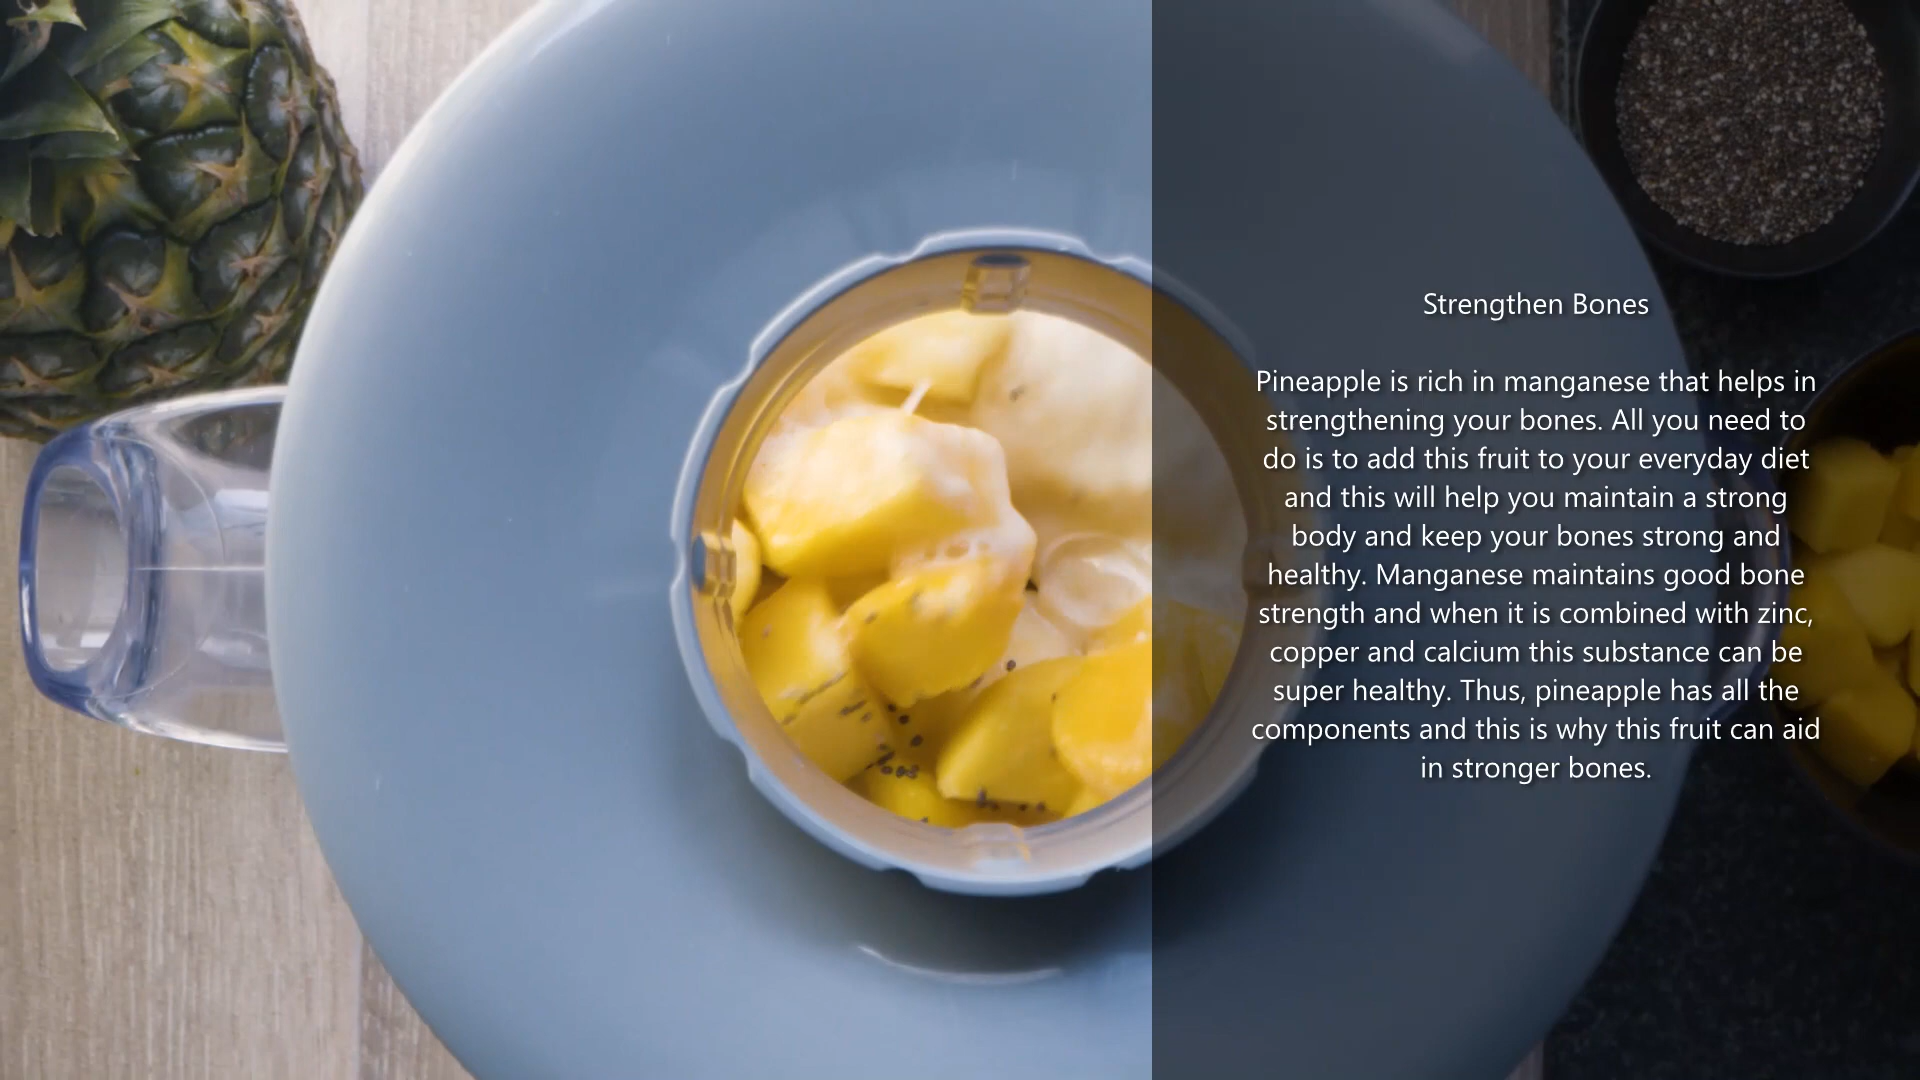 Strengthen Bones
Pineapple is rich in manganese that helps in
strengthening your bones. All you need to
do is to add this fruit to your everyday diet
and this will help you maintain a strong
body and keep your bones strong and
healthy. Manganese maintains good bone
strength and when it is combined with zinc,
copper and calcium this substance can be
super healthy. Thus, pineapple has all the
components and this is why this fruit can aid
in stronger bones.